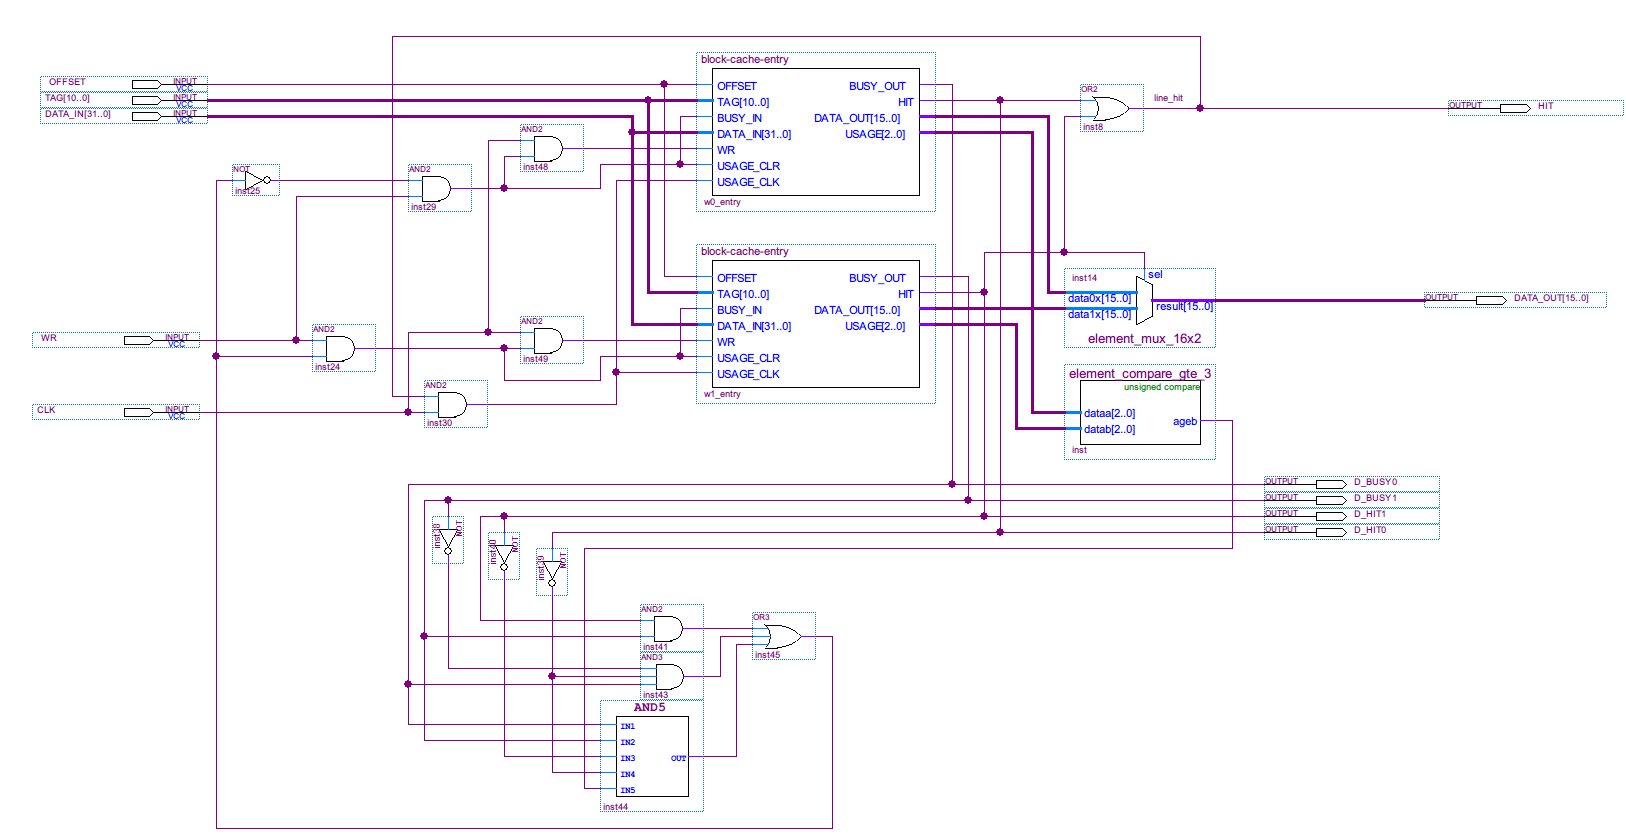 block-cache-entry
OFFSET INPUT VCC
TAG[10..0] INPUT VCC
DATA_IN[31..0] INPUT VCC
OFFSET BUSY_OUT
TAG[10..0] HIT
BUSY_IN DATA_OUT[15..0]
DATA_IN[31..0] USAGE[2..0]
WR
USAGE_CLR
USAGE_CLK
w0_entry
OR2
inst8
line_hit
OUTPUT HIT
AND2
inst48
NOT
inst25
AND2
inst29
block-cache-entry
OFFSET BUSY_OUT
TAG[10..0] HIT
BUSY_IN DATA_OUT[15..0]
DATA_IN[31..0] USAGE[2..0]
WR
USAGE_CLR
USAGE_CLK
w1_entry
inst14 sel
data0x[15..0]
data1x[15..0] result[15..0]
element_mux_16x2
OUTPUT DATA_OUT[15..0]
WR INPUT VCC
AND2
inst24
AND2
inst49
CLK INPUT VCC
AND2
inst30
element_compare_gte_3
unsigned compare
dataa[2..0]
datab[2..0] ageb
inst
OUTPUT D_BUSY0
OUTPUT D_BUSY1
OUTPUT D_HIT1
OUTPUT D_HIT0
NOT
NOT
NOT
AND2
inst41
OR3
inst45
AND3
inst43
AND5
IN1
IN2
IN3 OUT
IN4
IN5
inst44